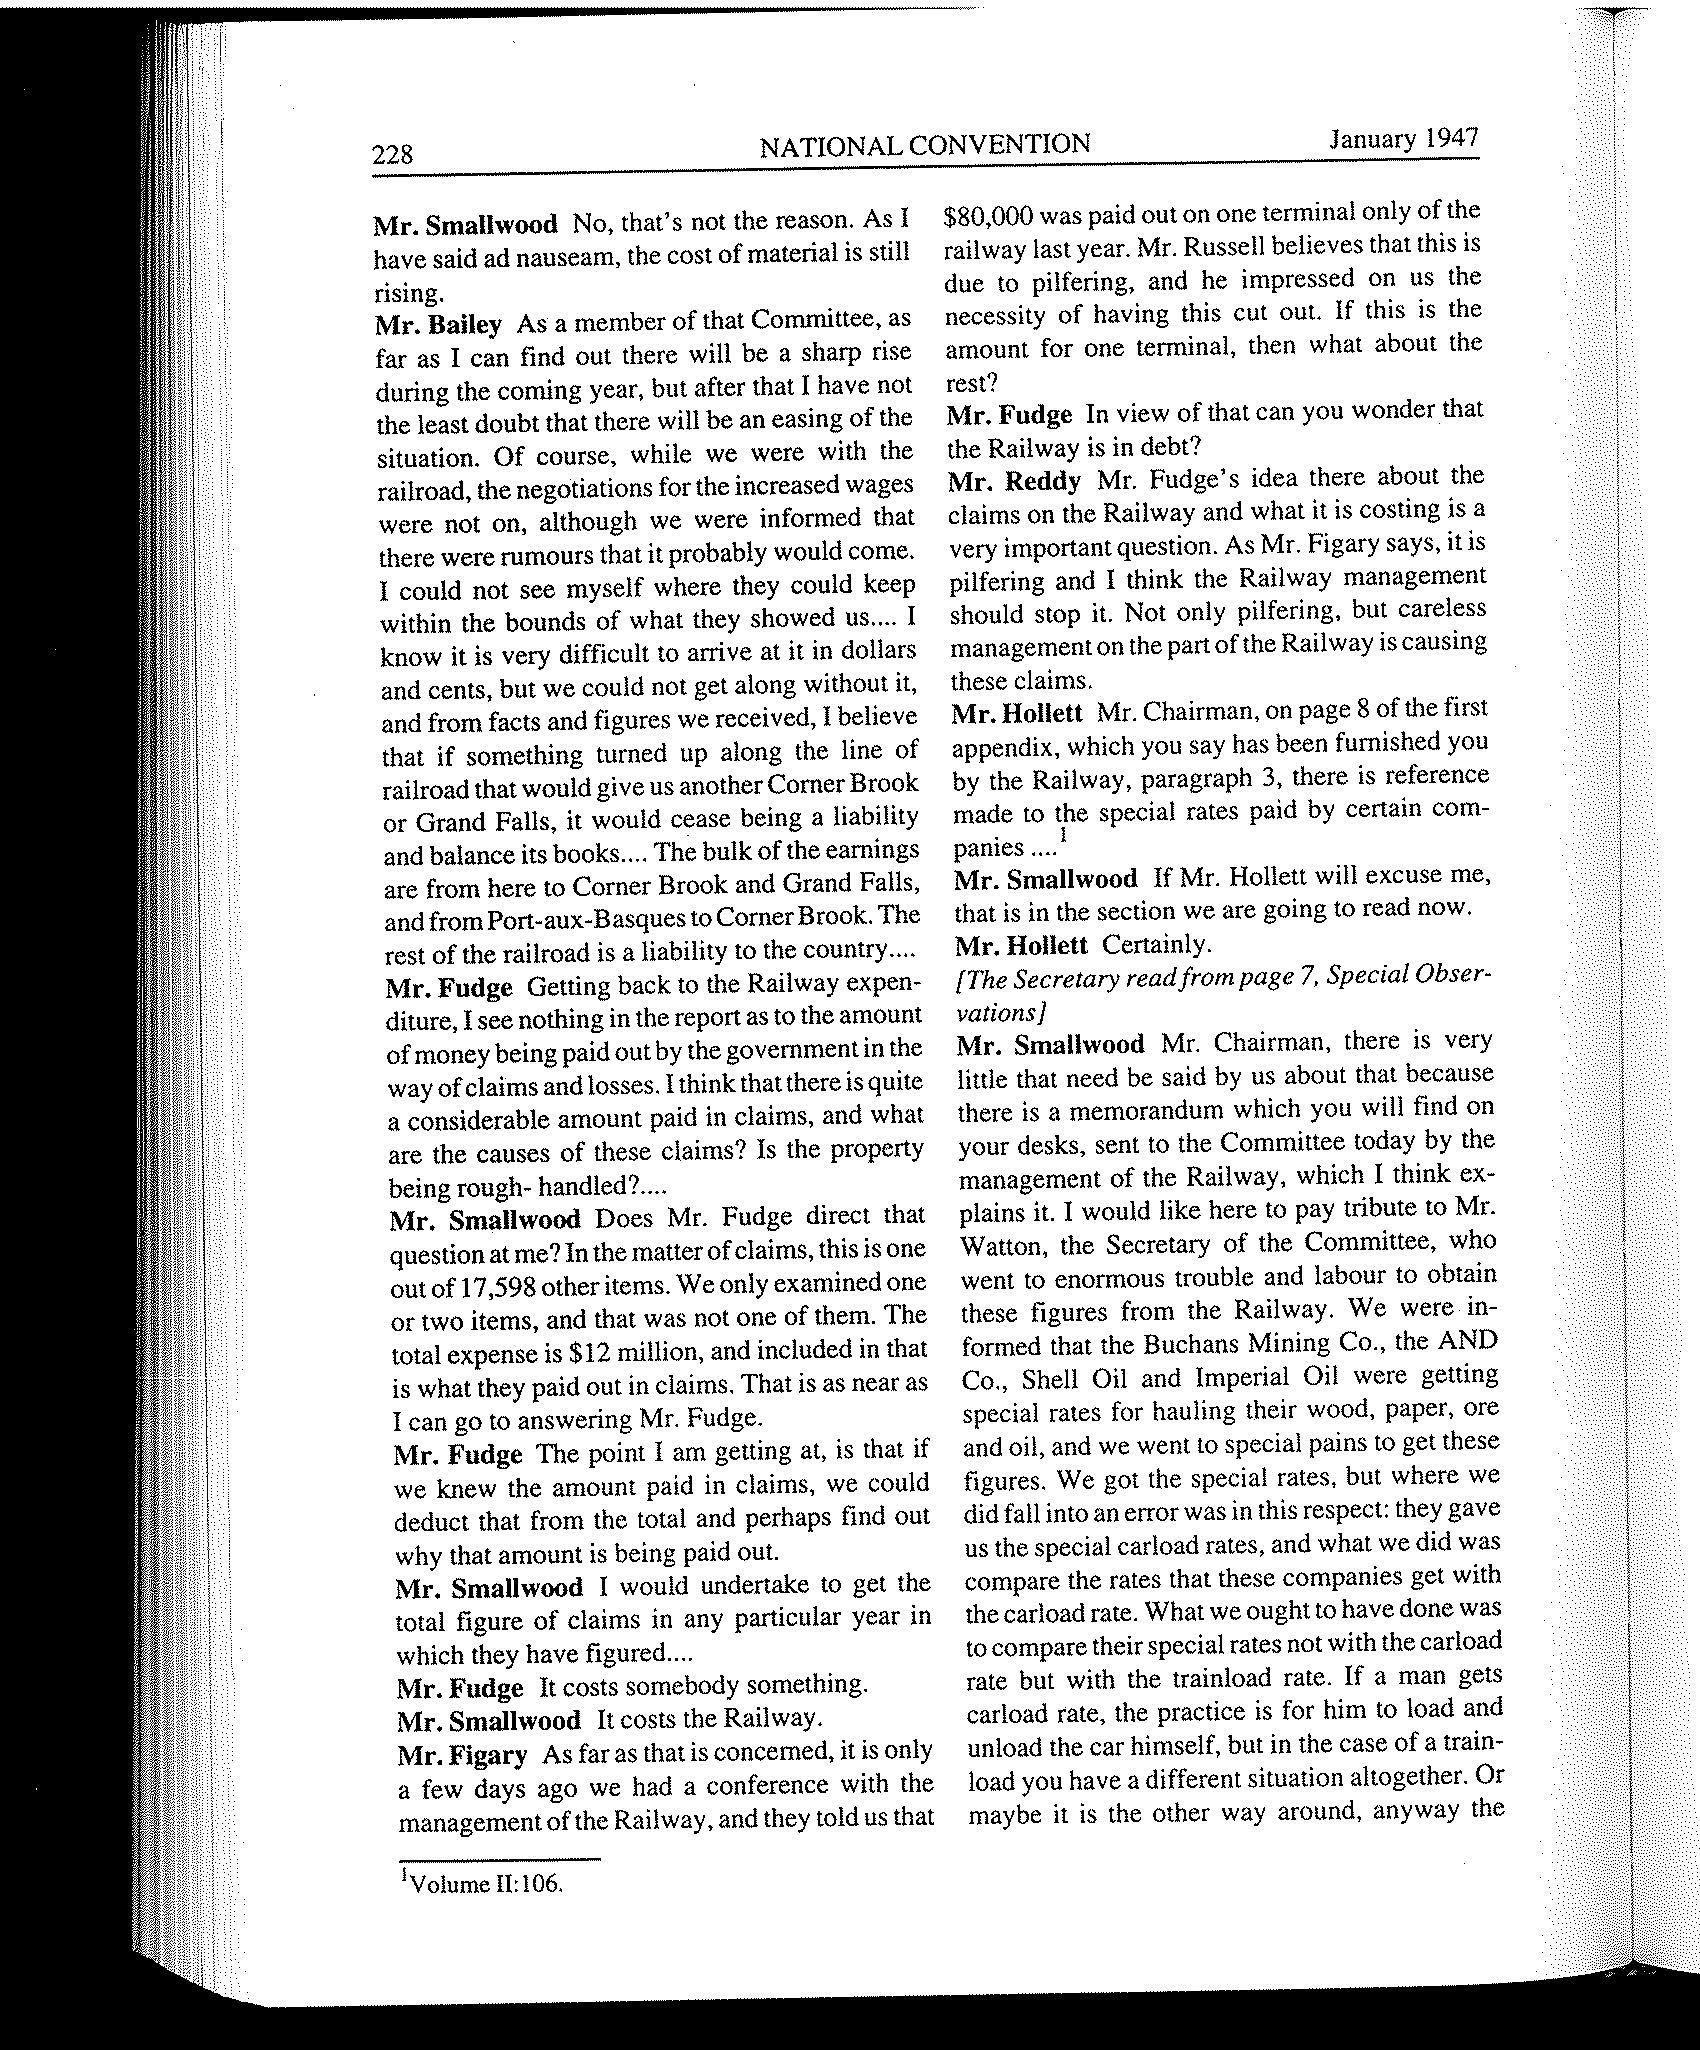 228
NATIONAL CONVENTION
January 1947
Mr. Smallwood No, that's not the reason. As I
have said ad nauseam, the cost of material is still
rising.
Mr. Bailey As a member of that Committee, as
far as I can find out there will be a sharp rise
during the coming year, but after that I have not
the least doubt that there will be an easing of the
situation. Of course, while we were with the
railroad, the negotiations for the increased wages
were not on, although we were informed that
there were rumours that it probably would come.
I could not see myself where they could keep
within the bounds of what they showed us.... I
know it is very difficult to arrive at it in dollars
and cents, but we could not get along without it,
and from facts and figures we received, I believe
that if something turned up along the line of
railroad that would give us another Corner Brook
or Grand Falls, it would cease being a liability
and balance its books.... The bulk of the earnings
are from here to Corner Brook and Grand Falls,
and from Port-aux-Basques to Corner Brook. The
rest of the railroad is a liability to the country....
Mr. Fudge Getting back to the Railway expen-
diture, I see nothing in the report as to the amount
of money being paid out by the government in the
way of claims and losses. I think that there is quite
a considerable amount paid in claims, and what
are the causes of these claims? Is the property
being rough- handled?....
Mr. Smallwood Does Mr. Fudge direct that
question at me? In the matter of claims, this is one
out of 17,598 other items. We only examined one
or two items, and that was not one of them. The
total expense is $12 million, and included in that
is what they paid out in claims. That is as near as
I can go to answering Mr. Fudge.
Mr. Fudge The point I am getting at, is that if
we knew the amount paid in claims, we could
deduct that from the total and perhaps find out
why that amount is being paid out.
Mr. Smallwood I would undertake to get the
total figure of claims in any particular year in
which they have figured....
Mr. Fudge It costs somebody something.
Mr. Smallwood It costs the Railway.
Mr. Figary As far as that is concerned, it is only
a few days ago we had a conference with the
management of the Railway, and they told us that
$80,000 was paid out on one terminal only of the
railway last year. Mr. Russell believes that this is
due to pilfering, and he impressed on us the
necessity of having this cut out. If this is the
amount for one terminal, then what about the
rest?
Mr. Fudge In view of that can you wonder that
the Railway is in debt?
Mr. Reddy Mr. Fudge's idea there about the
claims on the Railway and what it is costing is a
very important question. As Mr. Figary says, it is
pilfering and I think the Railway management
should stop it. Not only pilfering, but careless
management on the part of the Railway is causing
these claims.
Mr. Hollett Mr. Chairman, on page 8 of the first
appendix, which you say has been furnished you
by the Railway, paragraph 3, there is reference
made to the special rates paid by certain com-
panies ....1
Mr. Smallwood If Mr. Hollett will excuse me,
that is in the section we are going to read now.
Mr. Hollett Certainly.
[The Secretary read from page 7, Special Obser-
vations]
Mr. Smallwood Mr. Chairman, there is very
little that need be said by us about that because
there is a memorandum which you will find on
your desks, sent to the Committee today by the
management of the Railway, which I think ex-
plains it. I would like here to pay tribute to Mr.
Watton, the Secretary of the Committee, who
went to enormous trouble and labour to obtain
these figures from the Railway. We were in-
formed that the Buchans Mining Co., the AND
Co., Shell Oil and Imperial Oil were getting
special rates for hauling their wood, paper, ore
and oil, and we went to special pains to get these
figures. We got the special rates, but where we
did fall into an error was in this respect: they gave
us the special carload rates, and what we did was
compare the rates that these companies get with
the carload rate. What we ought to have done was
to compare their special rates not with the carload
rate but with the trainload rate. If a man gets
carload rate, the practice is for him to load and
unload the car himself, but in the case of a train-
load you have a different situation altogether. Or
maybe it is the other way around, anyway the
1Volume II:106.